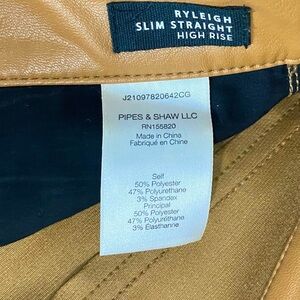 RYLEIGH
SLIM STRAIGHT
HIGH RISE
J21097820642CG
PIPES & SHAW LLC
RN155820
Made in China
Fabriqué en Chine
Self
50% Polyester
47% Polyurethane
3% Spandex
Principal
50% Polyester
47% Polyuréthane
3% Élasthanne